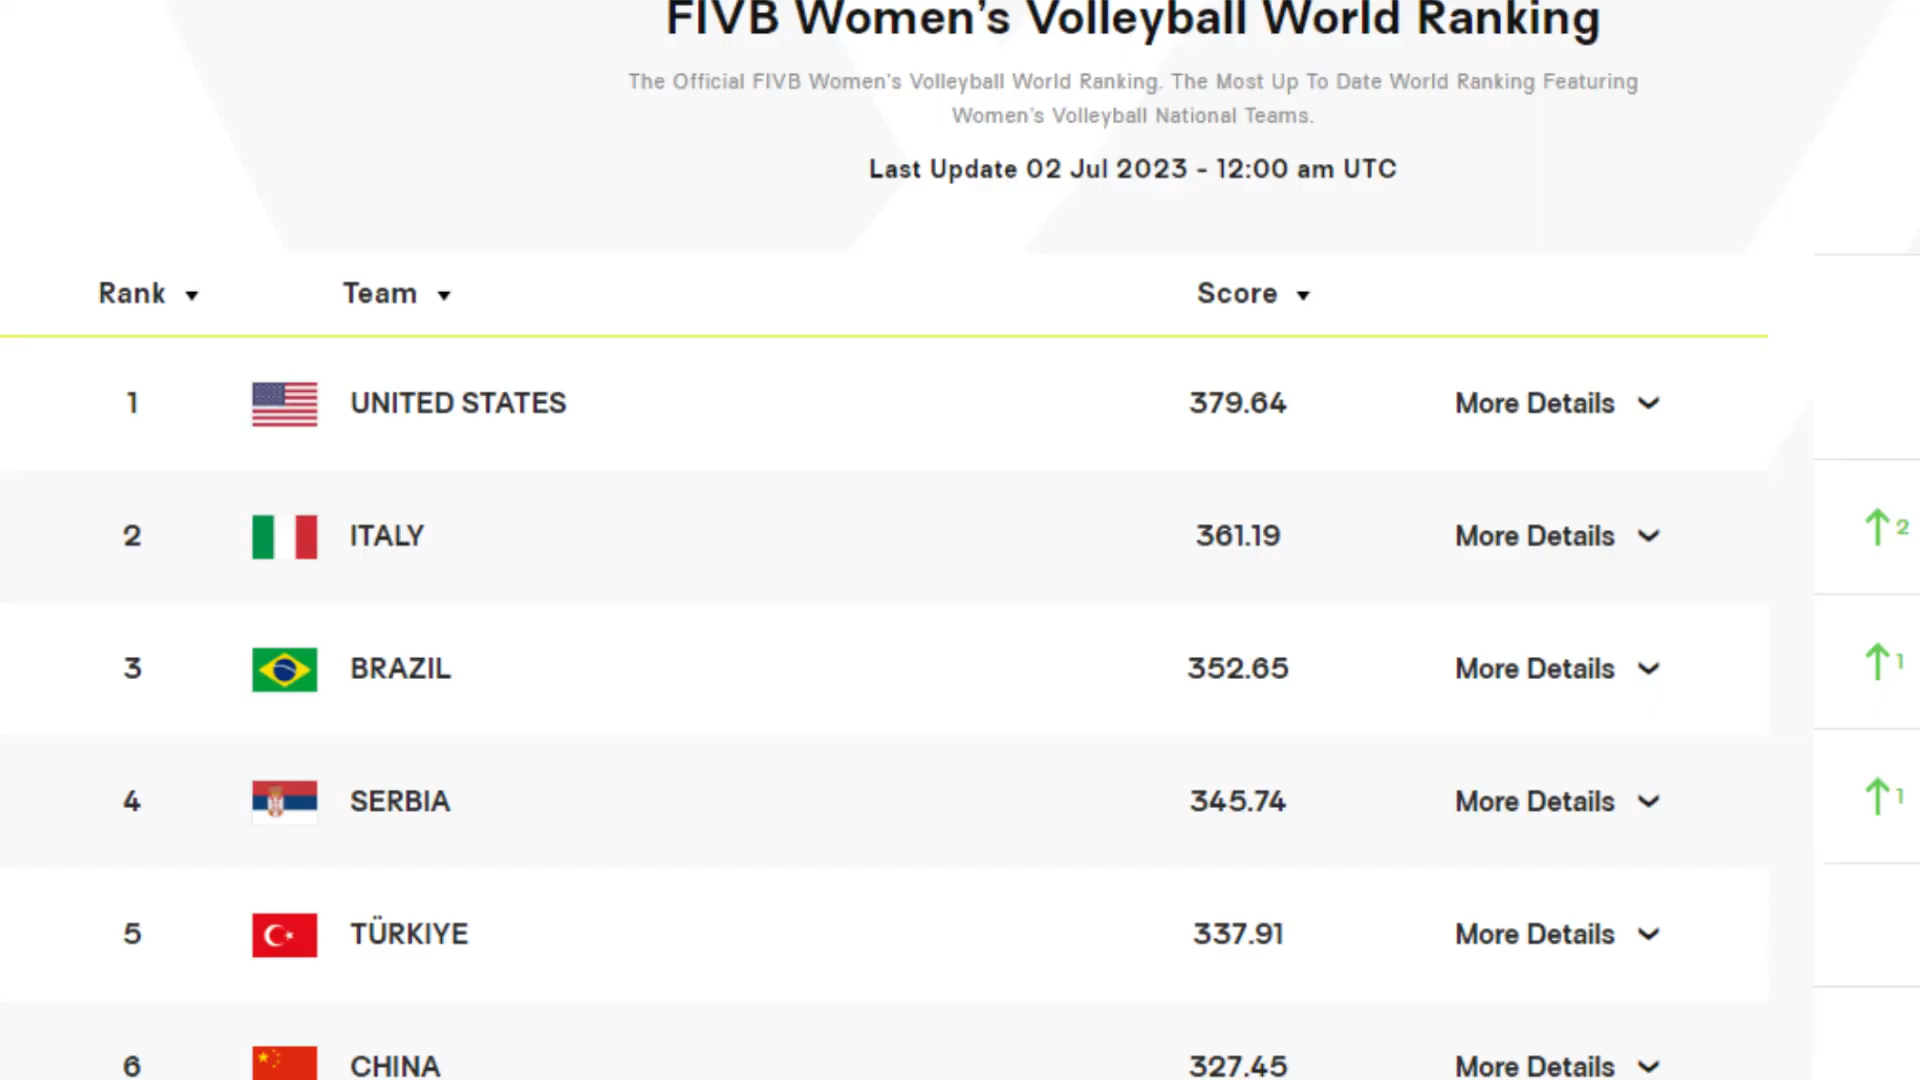 FIVB Women's Volleyball World Ranking
The Official FIVB Women's Volleyball World Ranking. The Most Up To Date World Ranking Featuring
Women's Volleyball National Teams.
Last Update 02 Jul 2023 - 12:00 am UTC
Rank Team Score
1 UNITED STATES 379.64 More Details
2 ITALY 361.19 More Details 2
3 BRAZIL 352.65 More Details 1
4 SERBIA 345.74 More Details 1
5 TÜRKIYE 337.91 More Details
6 CHINA 327.45 More Details